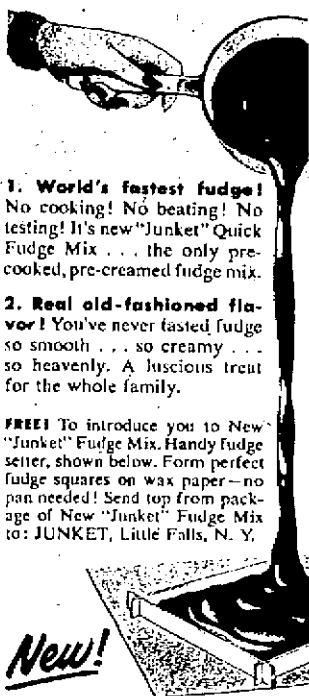 1. World's fastest fudge!
No cooking! No beating! No
testing! It's new "Junket" Quick
Fudge Mix . . . the only pre-
cooked, pre-creamed fudge mix.
2. Real old-fashioned fla-
vor! You've never tasted fudge
so smooth . . . so creamy . . .
so heavenly. A luscious treat
for the whole family.
FREE! To introduce you to New
"Junket" Fudge Mix. Handy fudge
setter, shown below. Form perfect
fudge squares on wax paper—no
pan needed! Send top from pack-
age of New "Junket" Fudge Mix
to: JUNKET, Little Falls, N. Y.
New!